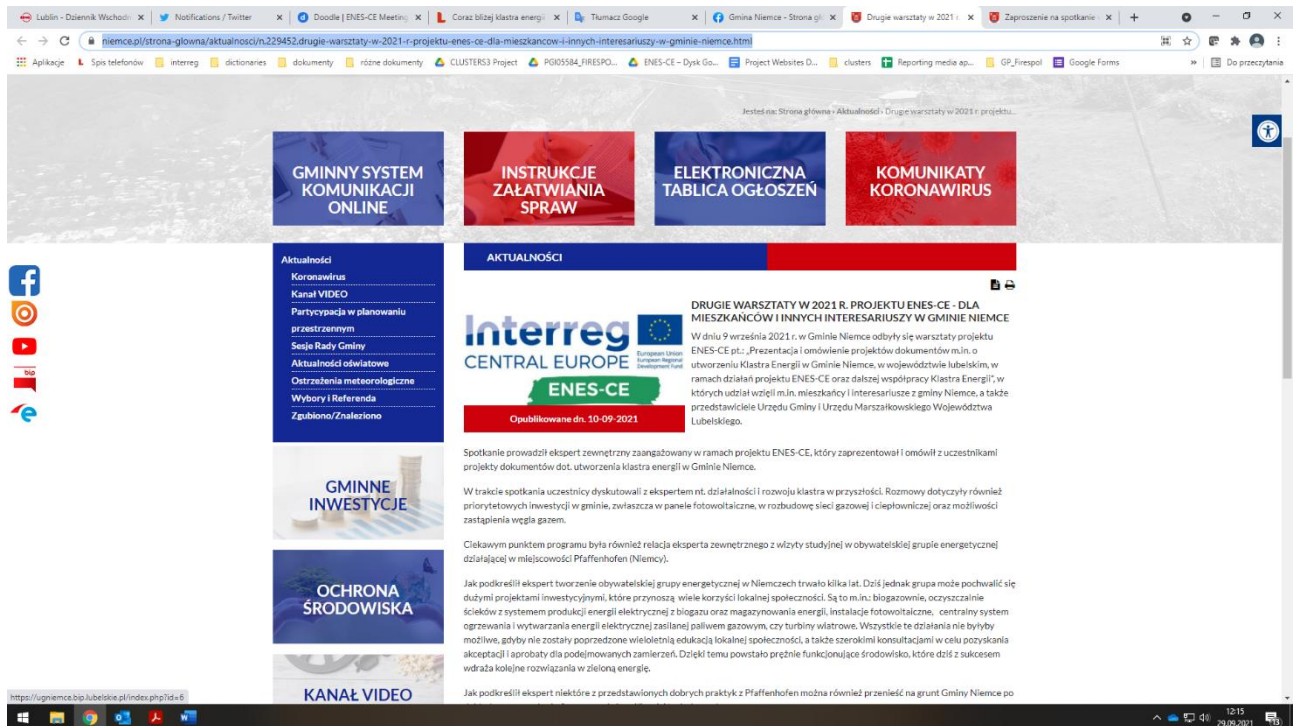 Lublin - Dziennik Wschodn
Notifications / Twitter
Doodle | ENES-CE Meeting
Coraz bliżej klastra energi
Tłumacz Google
Gmina Niemce - Strona gł
Drugie warsztaty w 2021 r.
Zaproszenie na spotkanie
niemce.pl/strona-glowna/aktualnosci/n,229452,drugie-warsztaty-w-2021-r-projektu-enes-ce-dla-mieszkancow-i-innych-interesariuszy-w-gminie-niemce.html
Aplikacje
Spis telefonów
interreg
dictionaries
dokumenty
różne dokumenty
CLUSTERS3 Project
PGI05584_FIRESPO...
ENES-CE – Dysk Go...
Project Websites D...
clusters
Reporting media ap...
GP_Firespol
Google Forms
»
Do przeczytania
Jesteś na: Strona główna › Aktualności › Drugie warsztaty w 2021 r. projektu...
GMINNY SYSTEM
KOMUNIKACJI
ONLINE
INSTRUKCJE
ZAŁATWIANIA
SPRAW
ELEKTRONICZNA
TABLICA OGŁOSZEŃ
KOMUNIKATY
KORONAWIRUS
Aktualności
Koronawirus
Kanał VIDEO
Partycypacja w planowaniu
przestrzennym
Sesje Rady Gminy
Aktualności oświatowe
Ostrzeżenia meteorologiczne
Wybory i Referenda
Zgubiono/Znaleziono
bip
GMINNE
INWESTYCJE
OCHRONA
ŚRODOWISKA
KANAŁ VIDEO
AKTUALNOŚCI
Interreg
CENTRAL EUROPE
European Union
European Regional
Development Fund
ENES-CE
Opublikowane dn. 10-09-2021
DRUGIE WARSZTATY W 2021 R. PROJEKTU ENES-CE - DLA
MIESZKAŃCÓW I INNYCH INTERESARIUSZY W GMINIE NIEMCE
W dniu 9 września 2021 r. w Gminie Niemce odbyły się warsztaty projektu
ENES-CE pt.: „Prezentacja i omówienie projektów dokumentów m.in. o
utworzeniu Klastra Energii w Gminie Niemce, w województwie lubelskim, w
ramach działań projektu ENES-CE oraz dalszej współpracy Klastra Energii”, w
których udział wzięli m.in. mieszkańcy i interesariusze z gminy Niemce, a także
przedstawiciele Urzędu Gminy i Urzędu Marszałkowskiego Województwa
Lubelskiego.
Spotkanie prowadził ekspert zewnętrzny zaangażowany w ramach projektu ENES-CE, który zaprezentował i omówił z uczestnikami
projekty dokumentów dot. utworzenia klastra energii w Gminie Niemce.
W trakcie spotkania uczestnicy dyskutowali z ekspertem nt. działalności i rozwoju klastra w przyszłości. Rozmowy dotyczyły również
priorytetowych inwestycji w gminie, zwłaszcza w panele fotowoltaiczne, w rozbudowę sieci gazowej i ciepłowniczej oraz możliwości
zastąpienia węgla gazem.
Ciekawym punktem programu była również relacja eksperta zewnętrznego z wizyty studyjnej w obywatelskiej grupie energetycznej
działającej w miejscowości Pfaffenhofen (Niemcy).
Jak podkreślił ekspert tworzenie obywatelskiej grupy energetycznej w Niemczech trwało kilka lat. Dziś jednak grupa może pochwalić się
dużymi projektami inwestycyjnymi, które przynoszą wiele korzyści lokalnej społeczności. Są to m.in.: biogazownie, oczyszczalnie
ścieków z systemem produkcji energii elektrycznej z biogazu oraz magazynowania energii, instalacje fotowoltaiczne, centralny system
ogrzewania i wytwarzania energii elektrycznej zasilanej paliwem gazowym, czy turbiny wiatrowe. Wszystkie te działania nie byłyby
możliwe, gdyby nie zostały poprzedzone wieloletnią edukacją lokalnej społeczności, a także szerokimi konsultacjami w celu pozyskania
akceptacji i aprobaty dla podejmowanych zamierzeń. Dzięki temu powstało prężnie funkcjonujące środowisko, które dziś z sukcesem
wdraża kolejne rozwiązania w zieloną energię.
Jak podkreślił ekspert niektóre z przedstawionych dobrych praktyk z Pfaffenhofen można również przenieść na grunt Gminy Niemce po
https://ugniemce.bip.lubelskie.pl/index.php?id=6
12:15
29.09.2021